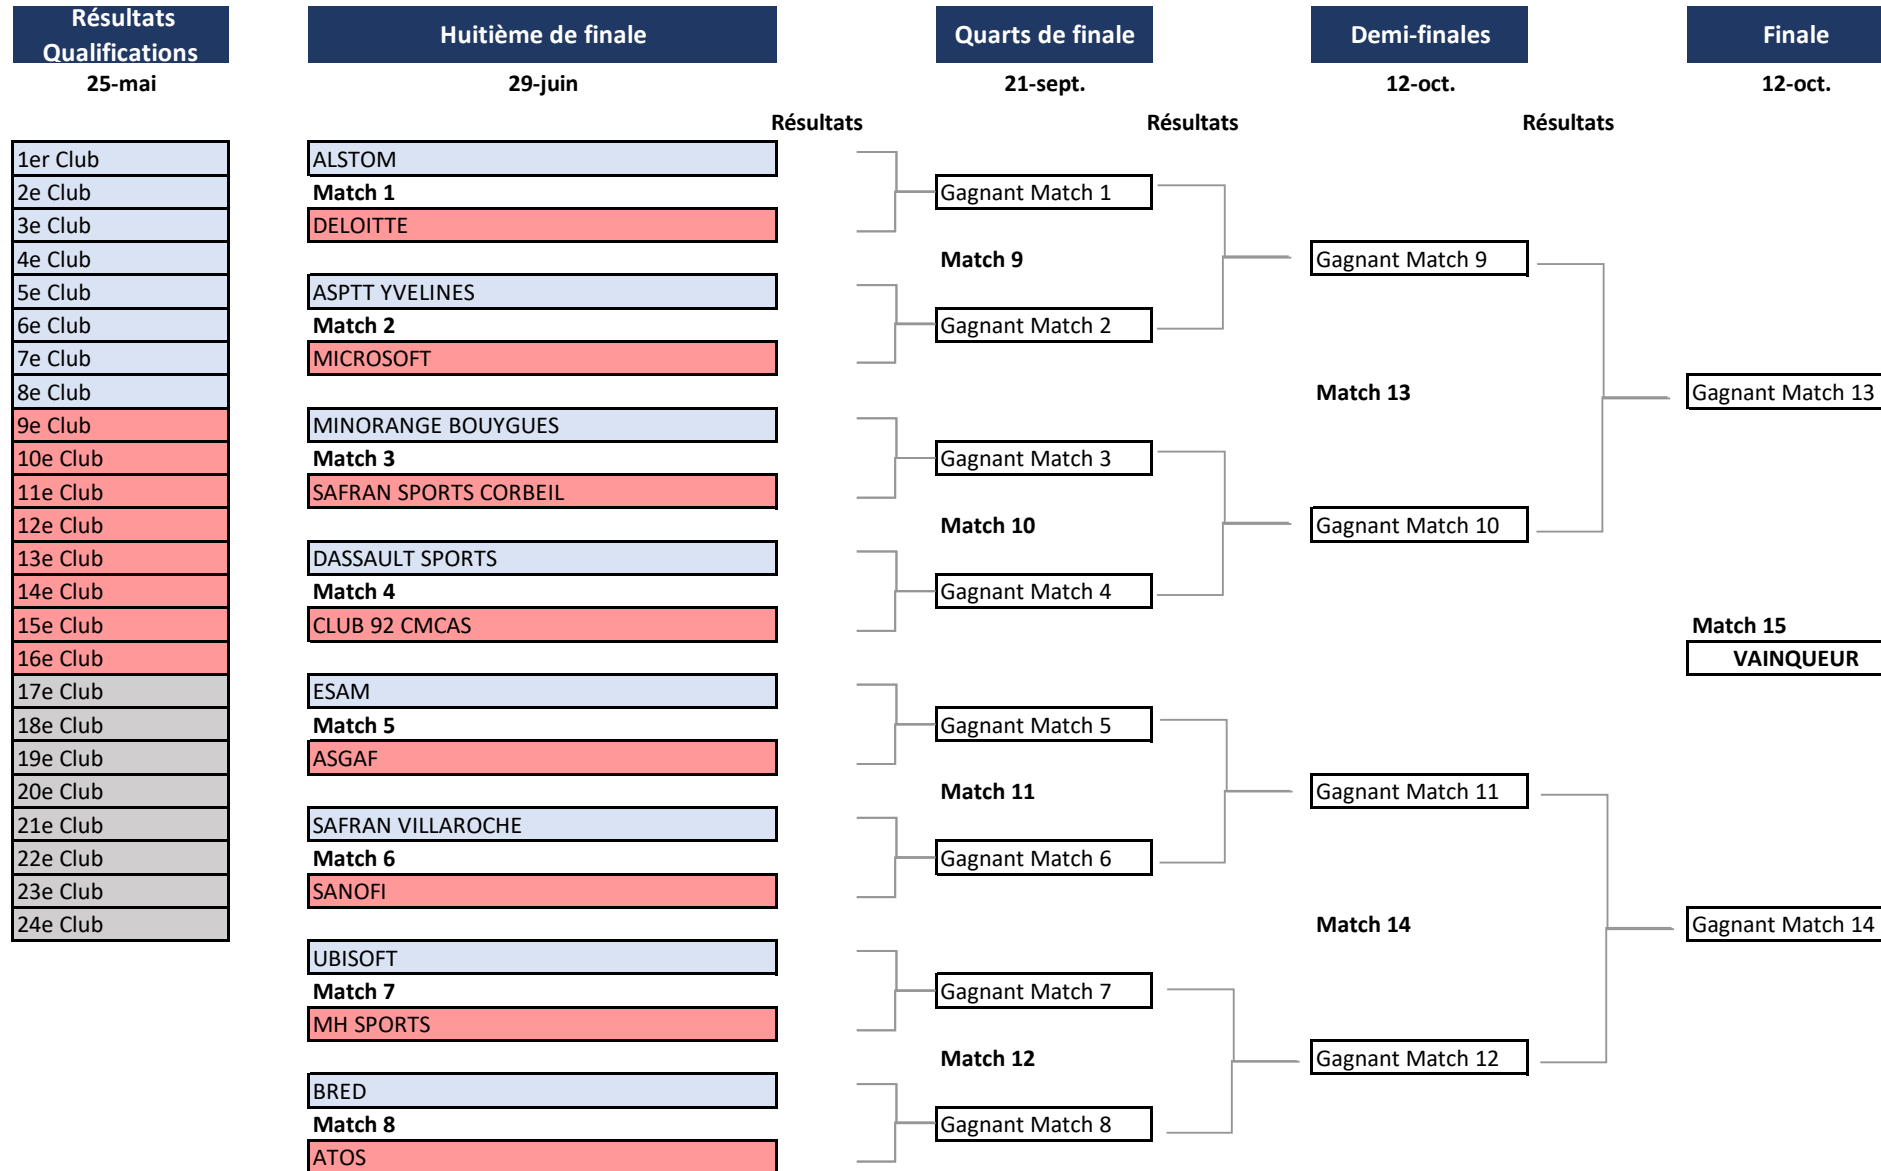 Résultats
Qualifications
Huitième de finale
Quarts de finale
Demi-finales
Finale
25-mai
29-juin
21-sept.
12-oct.
12-oct.
Résultats
Résultats
Résultats
1er Club
2e Club
3e Club
4e Club
5e Club
6e Club
7e Club
8e Club
9e Club
10e Club
11e Club
12e Club
13e Club
14e Club
15e Club
16e Club
17e Club
18e Club
19e Club
20e Club
21e Club
22e Club
23e Club
24e Club
ALSTOM
Match 1
DELOITTE
ASPTT YVELINES
Match 2
MICROSOFT
MINORANGE BOUYGUES
Match 3
SAFRAN SPORTS CORBEIL
DASSAULT SPORTS
Match 4
CLUB 92 CMCAS
ESAM
Match 5
ASGAF
SAFRAN VILLAROCHE
Match 6
SANOFI
UBISOFT
Match 7
MH SPORTS
BRED
Match 8
ATOS
Gagnant Match 1
Match 9
Gagnant Match 2
Gagnant Match 3
Match 10
Gagnant Match 4
Gagnant Match 5
Match 11
Gagnant Match 6
Gagnant Match 7
Match 12
Gagnant Match 8
Gagnant Match 9
Match 13
Gagnant Match 10
Gagnant Match 11
Match 14
Gagnant Match 12
Gagnant Match 13
Match 15
VAINQUEUR
Gagnant Match 14